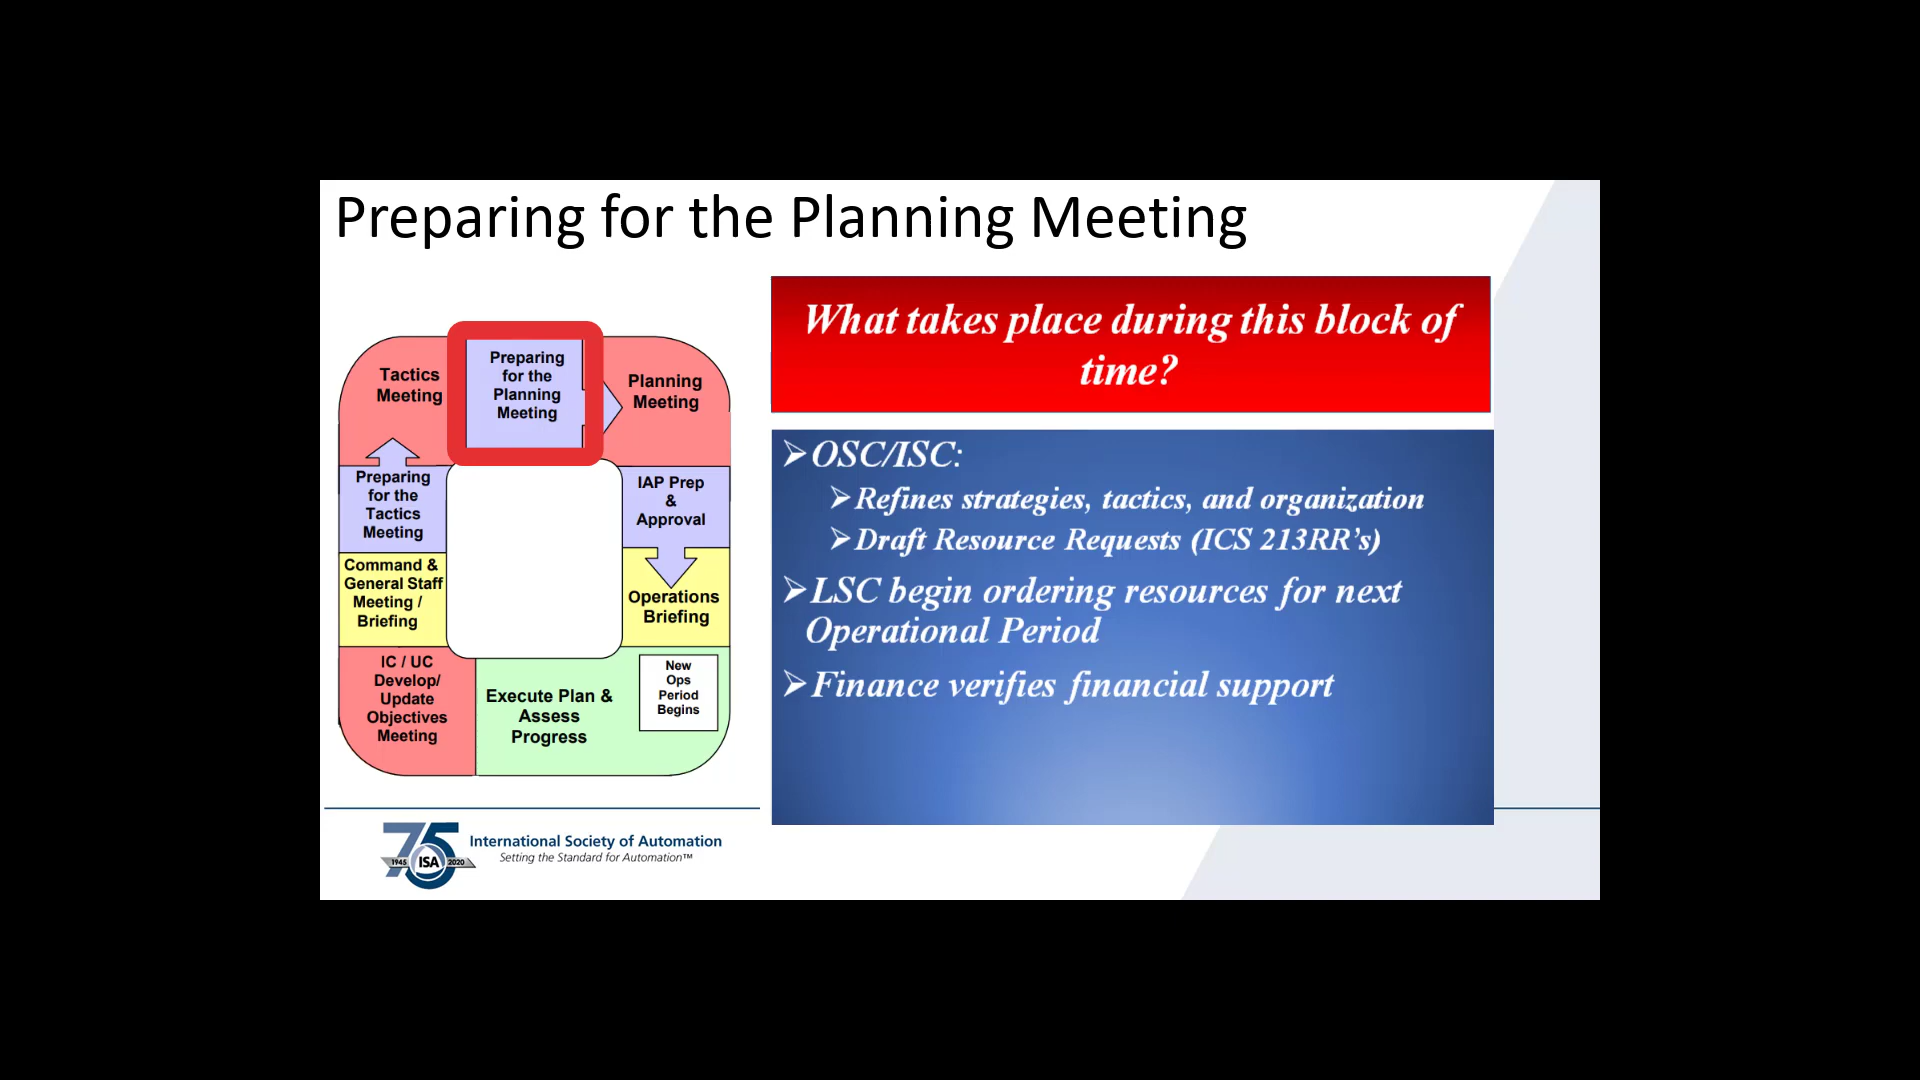 Preparing for the Planning Meeting
Tactics
Meeting
Preparing
for the
Planning
Meeting
Planning
Meeting
Preparing
for the
Tactics
Meeting
IAP Prep
&
Approval
Command &
General Staff
Meeting /
Briefing
Operations
Briefing
IC / UC
Develop/
Update
Objectives
Meeting
Execute Plan &
Assess
Progress
New
Ops
Period
Begins
What takes place during this block of
time?
➢OSC/ISC:
➢Refines strategies, tactics, and organization
➢Draft Resource Requests (ICS 213RR’s)
➢LSC begin ordering resources for next
Operational Period
➢Finance verifies financial support
75
1945 ISA 2020
International Society of Automation
Setting the Standard for Automation™